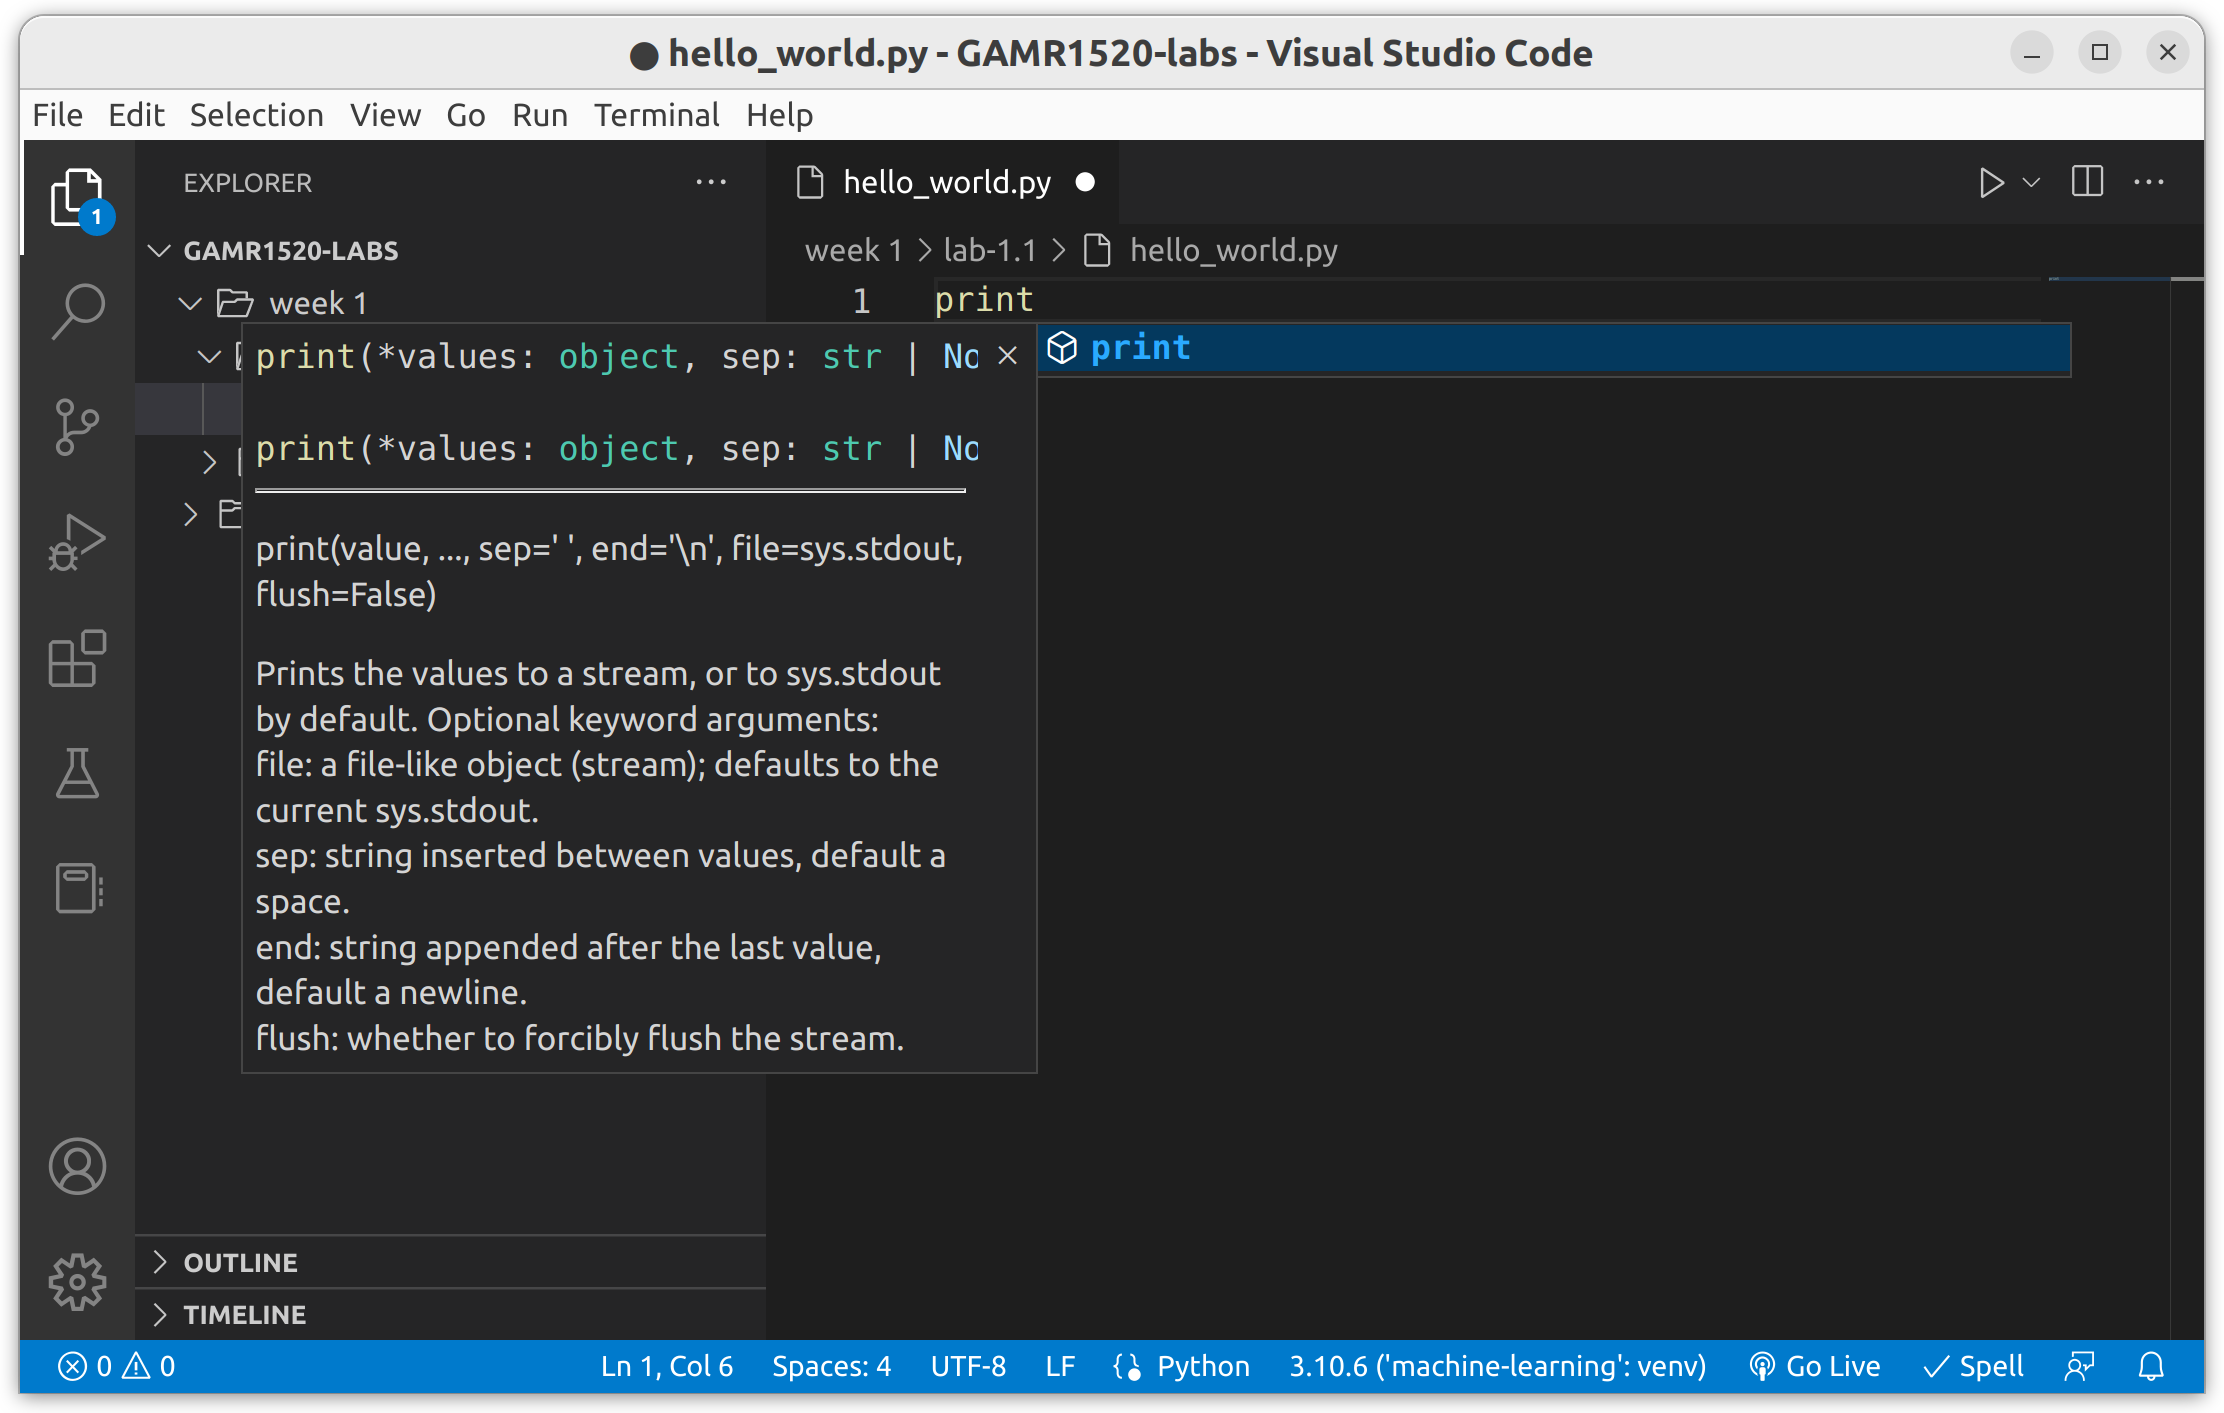 ● hello_world.py - GAMR1520-labs - Visual Studio Code
File Edit Selection View Go Run Terminal Help
EXPLORER
1
GAMR1520-LABS
week 1
hello_world.py
week 1 > lab-1.1 > hello_world.py
1 print
print
print(*values: object, sep: str | No
print(*values: object, sep: str | No
print(value, ..., sep=' ', end='\n', file=sys.stdout,
flush=False)
Prints the values to a stream, or to sys.stdout
by default. Optional keyword arguments:
file: a file-like object (stream); defaults to the
current sys.stdout.
sep: string inserted between values, default a
space.
end: string appended after the last value,
default a newline.
flush: whether to forcibly flush the stream.
OUTLINE
TIMELINE
0 0 Ln 1, Col 6 Spaces: 4 UTF-8 LF Python 3.10.6 ('machine-learning': venv) Go Live Spell